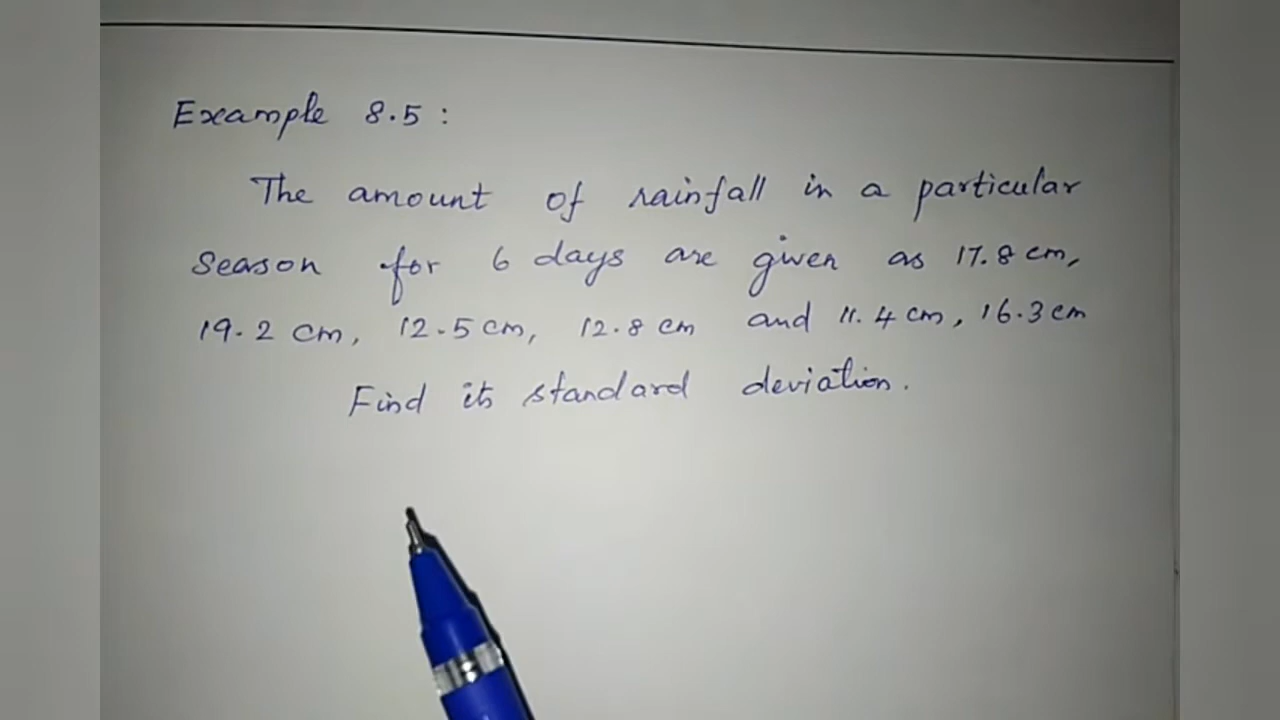 Example 8.5 :
The amount of rainfall in a particular
Season for 6 days are given as 17.8 cm,
19.2 cm, 12.5 cm, 12.8 cm and 11.4 cm, 16.3 cm
Find its standard deviation.